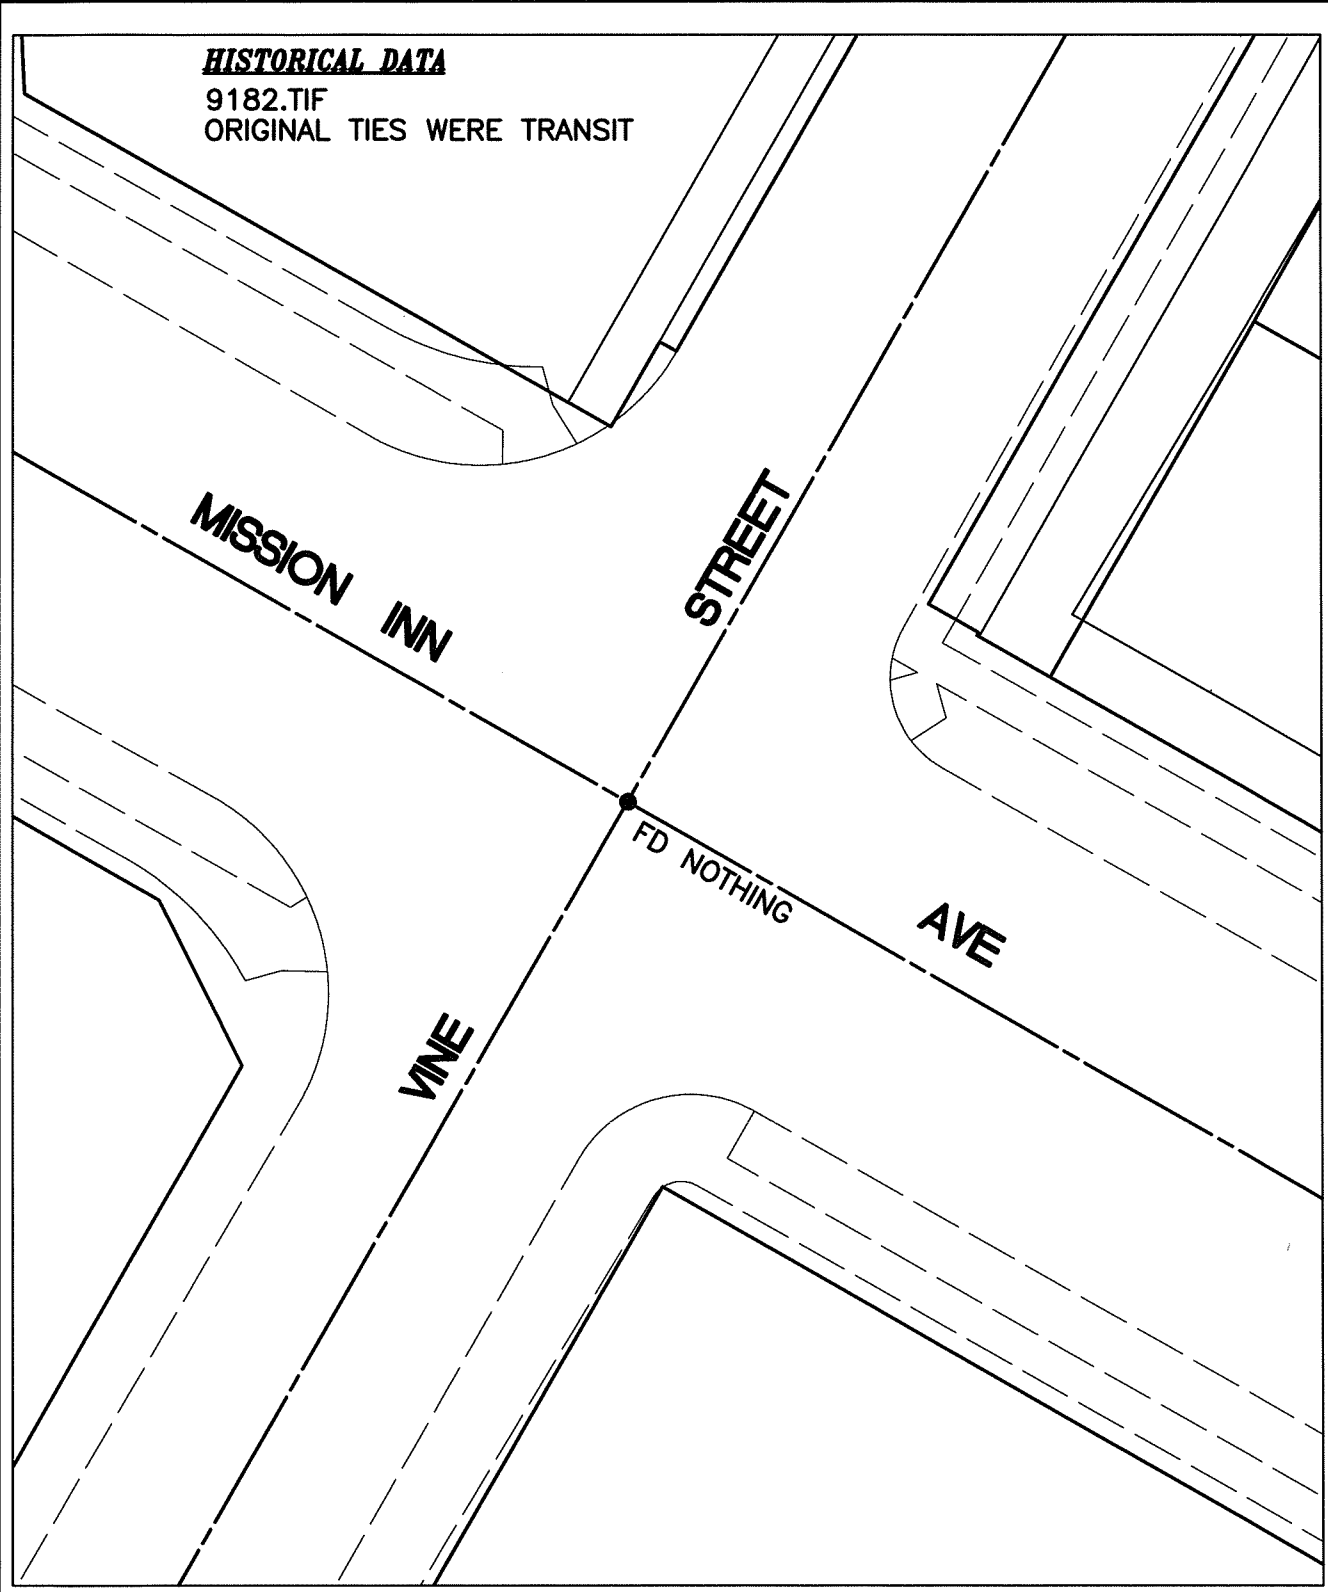 HISTORICAL DATA
9182.TIF
ORIGINAL TIES WERE TRANSIT
MISSION INN AVE
VINE STREET
FD NOTHING